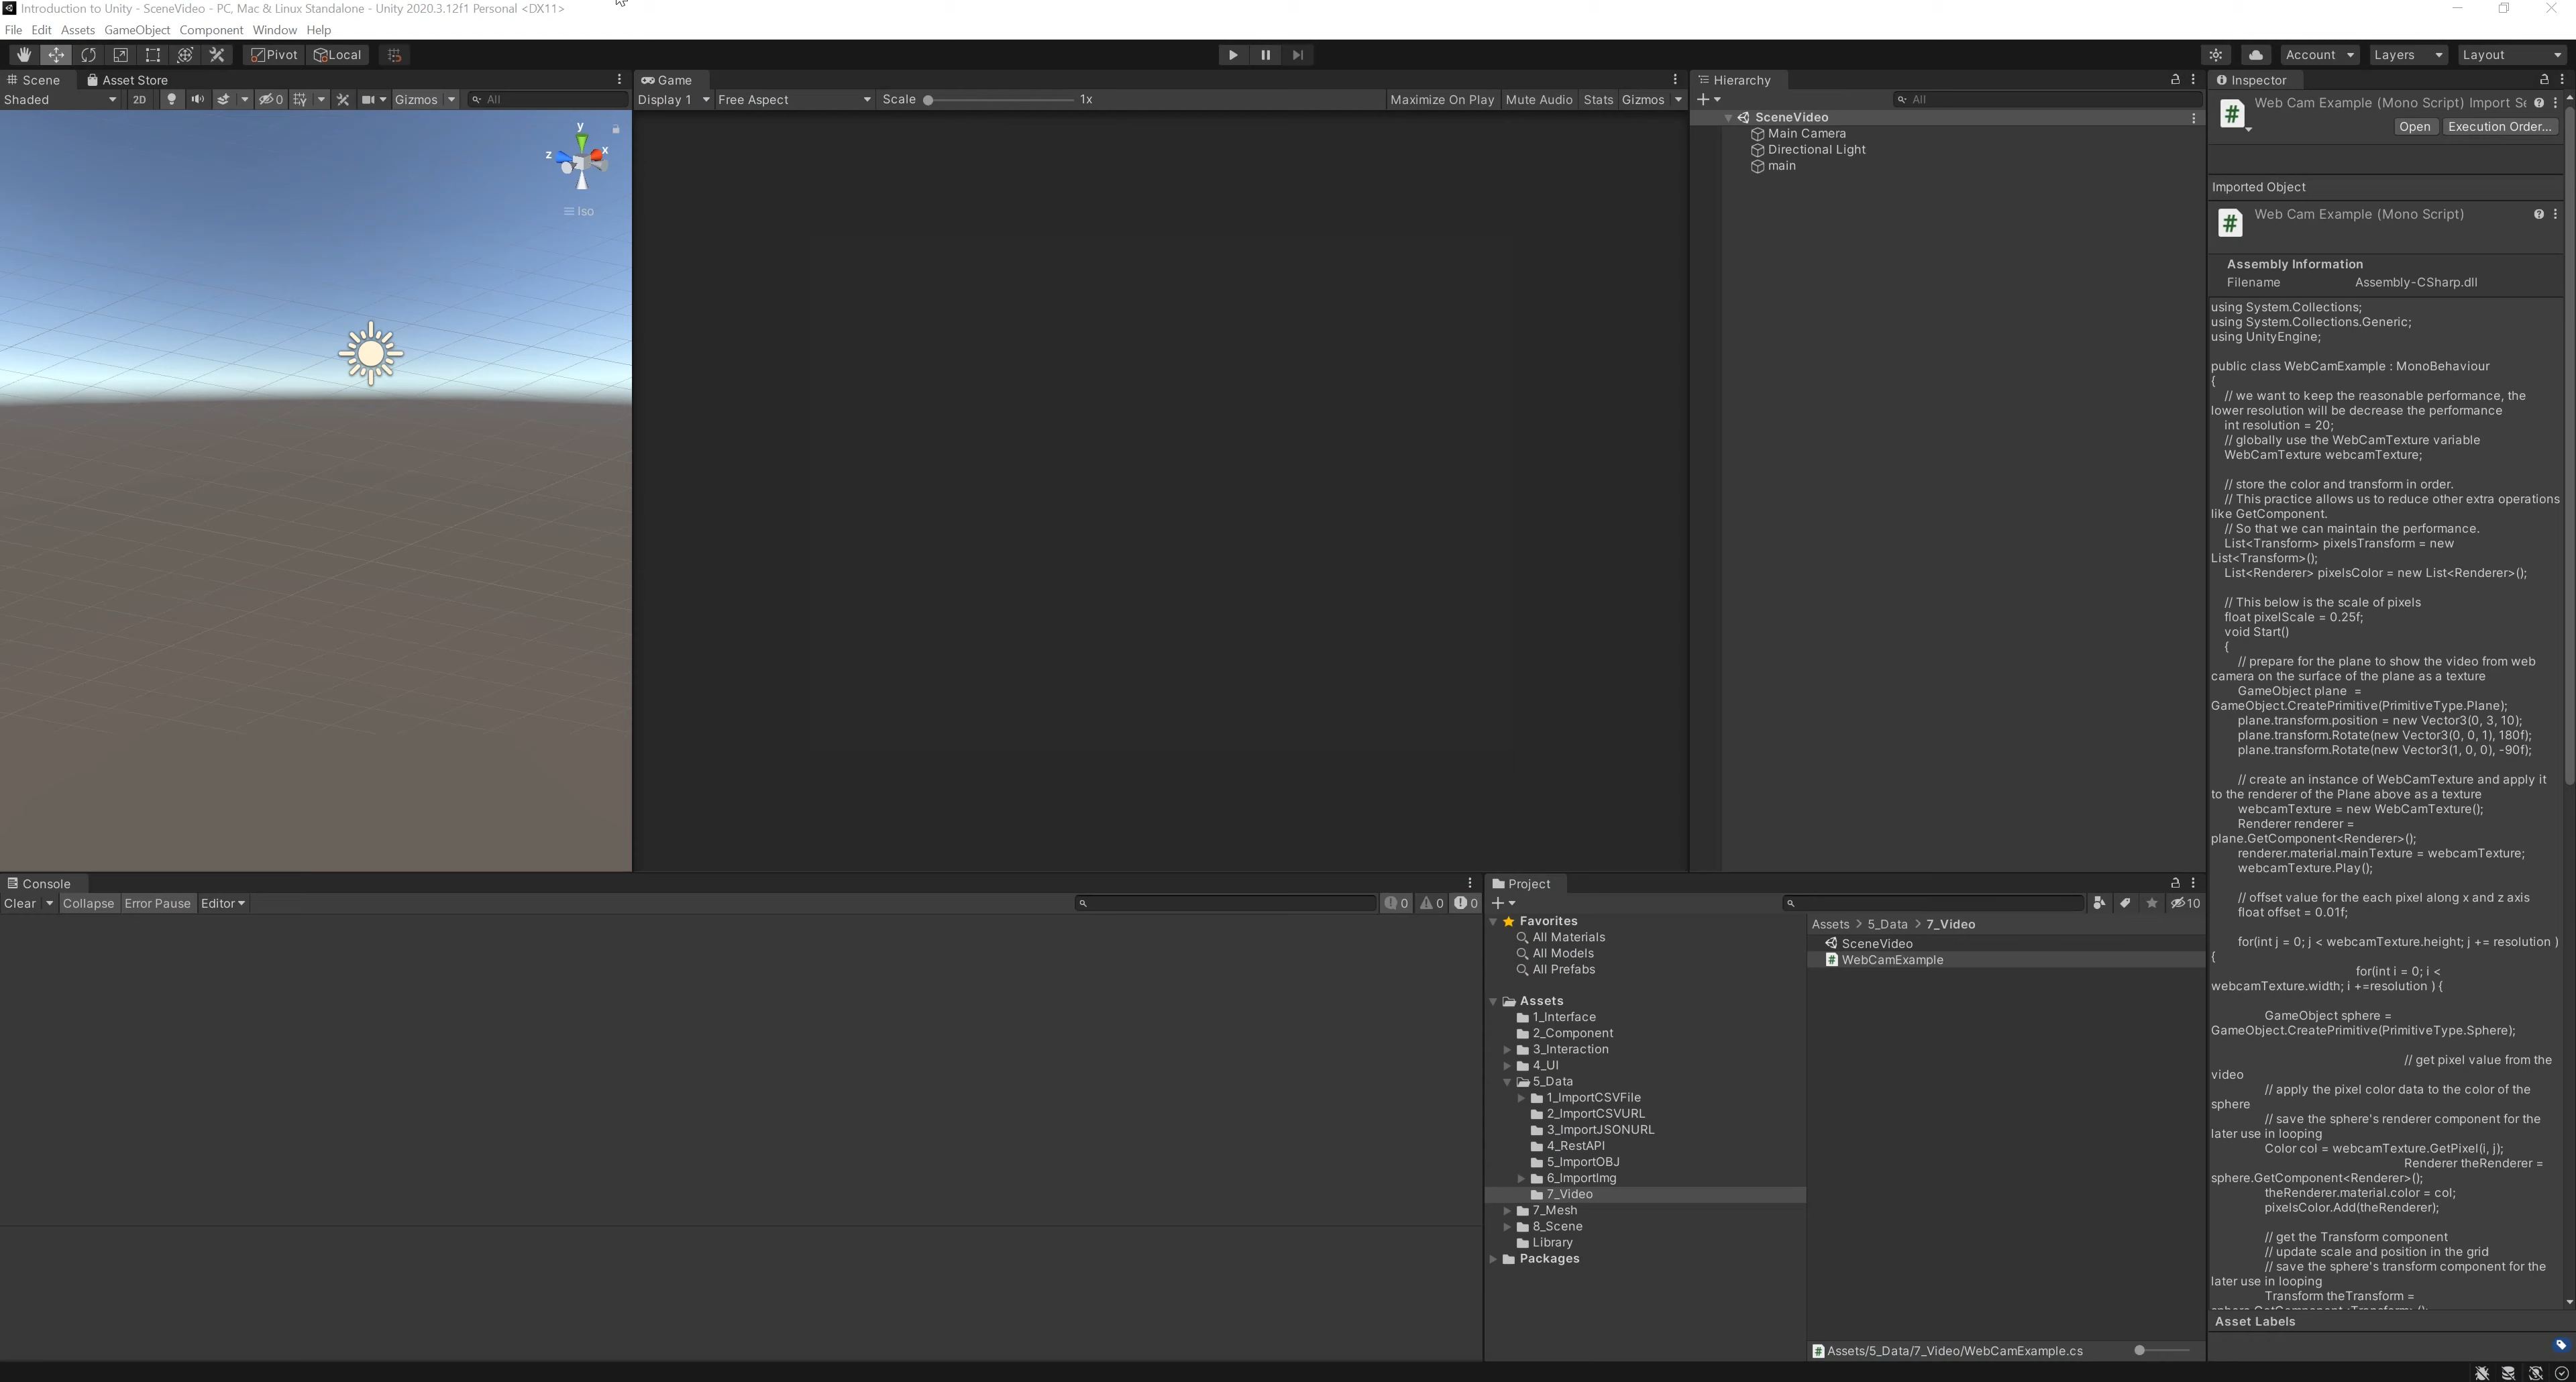 Introduction to Unity - SceneVideo - PC, Mac & Linux Standalone - Unity 2020.3.12f1 Personal <DX11>
File Edit Assets GameObject Component Window Help
Pivot Local Account Layers Layout
Scene Asset Store
Shaded 2D 0 Gizmos All
y
z x
Iso
Game
Display 1 Free Aspect Scale 1x Maximize On Play Mute Audio Stats Gizmos
Hierarchy
All
SceneVideo
Main Camera
Directional Light
main
Inspector
Web Cam Example (Mono Script) Import Se
Open Execution Order...
Imported Object
Web Cam Example (Mono Script)
Assembly Information
Filename Assembly-CSharp.dll
using System.Collections;
using System.Collections.Generic;
using UnityEngine;
public class WebCamExample : MonoBehaviour
{
// we want to keep the reasonable performance, the
lower resolution will be decrease the performance
int resolution = 20;
// globally use the WebCamTexture variable
WebCamTexture webcamTexture;
// store the color and transform in order.
// This practice allows us to reduce other extra operations
like GetComponent.
// So that we can maintain the performance.
List<Transform> pixelsTransform = new
List<Transform>();
List<Renderer> pixelsColor = new List<Renderer>();
// This below is the scale of pixels
float pixelScale = 0.25f;
void Start()
{
// prepare for the plane to show the video from web
camera on the surface of the plane as a texture
GameObject plane =
GameObject.CreatePrimitive(PrimitiveType.Plane);
plane.transform.position = new Vector3(0, 3, 10);
plane.transform.Rotate(new Vector3(0, 0, 1), 180f);
plane.transform.Rotate(new Vector3(1, 0, 0), -90f);
// create an instance of WebCamTexture and apply it
to the renderer of the Plane above as a texture
webcamTexture = new WebCamTexture();
Renderer renderer =
plane.GetComponent<Renderer>();
renderer.material.mainTexture = webcamTexture;
webcamTexture.Play();
// offset value for the each pixel along x and z axis
float offset = 0.01f;
for(int j = 0; j < webcamTexture.height; j += resolution )
{
for(int i = 0; i <
webcamTexture.width; i +=resolution ) {
GameObject sphere =
GameObject.CreatePrimitive(PrimitiveType.Sphere);
// get pixel value from the
video
// apply the pixel color data to the color of the
sphere
// save the sphere's renderer component for the
later use in looping
Color col = webcamTexture.GetPixel(i, j);
Renderer theRenderer =
sphere.GetComponent<Renderer>();
theRenderer.material.color = col;
pixelsColor.Add(theRenderer);
// get the Transform component
// update scale and position in the grid
// save the sphere's transform component for the
later use in looping
Transform theTransform =
Asset Labels
Console
Clear Collapse Error Pause Editor 0 0 0
Project
10
Favorites
All Materials
All Models
All Prefabs
Assets
1_Interface
2_Component
3_Interaction
4_UI
5_Data
1_ImportCSVFile
2_ImportCSVURL
3_ImportJSONURL
4_RestAPI
5_ImportOBJ
6_ImportImg
7_Video
7_Mesh
8_Scene
Library
Packages
Assets > 5_Data > 7_Video
SceneVideo
WebCamExample
Assets/5_Data/7_Video/WebCamExample.cs